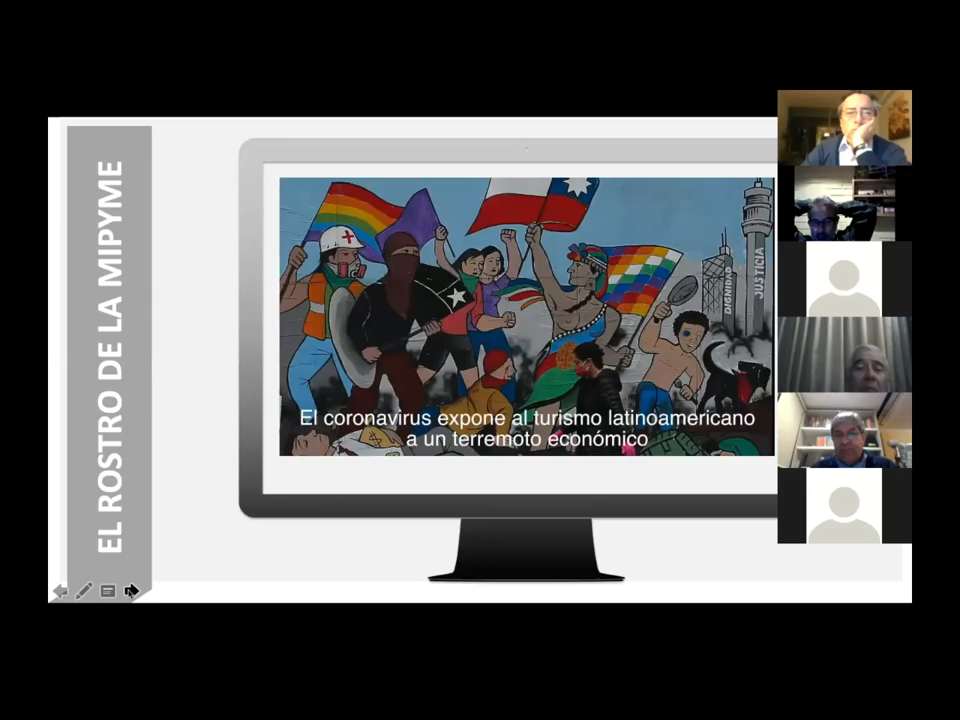 EL ROSTRO DE LA MIPYME
DIGNIDAD
JUSTICIA
El coronavirus expone al turismo latinoamericano
a un terremoto económico